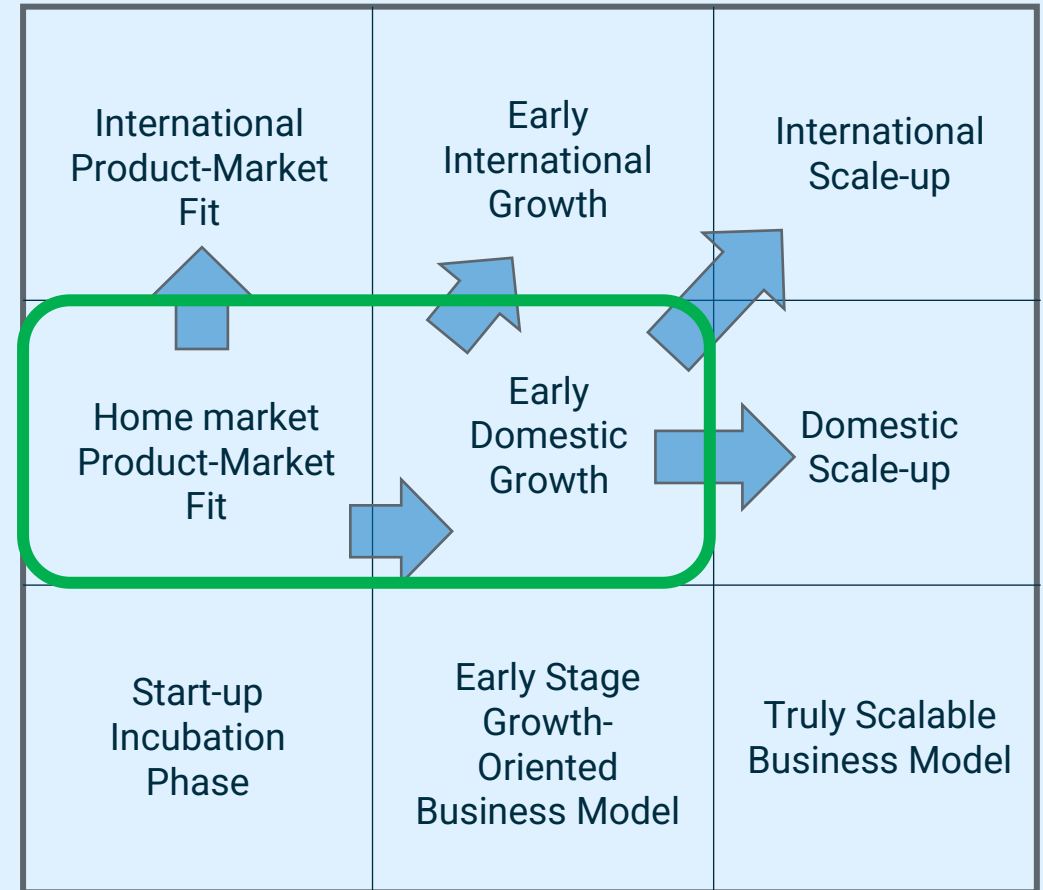 International
Product-Market
Fit
Early
International
Growth
International
Scale-up
Home market
Product-Market
Fit
Early
Domestic
Growth
Domestic
Scale-up
Start-up
Incubation
Phase
Early Stage
Growth-
Oriented
Business Model
Truly Scalable
Business Model